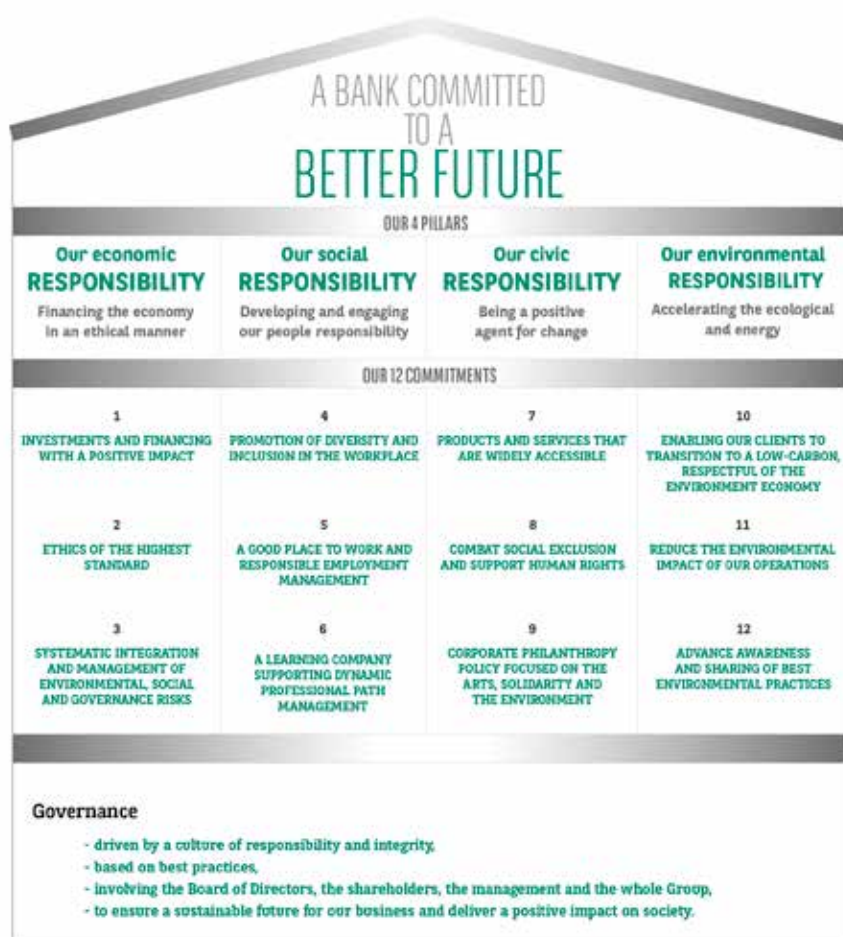 A BANK COMMITTED
TO A
BETTER FUTURE
OUR 4 PILLARS
Our economic
RESPONSIBILITY
Financing the economy
in an ethical manner
Our social
RESPONSIBILITY
Developing and engaging
our people responsibility
Our civic
RESPONSIBILITY
Being a positive
agent for change
Our environmental
RESPONSIBILITY
Accelerating the ecological
and energy
OUR 12 COMMITMENTS
1
INVESTMENTS AND FINANCING
WITH A POSITIVE IMPACT
4
PROMOTION OF DIVERSITY AND
INCLUSION IN THE WORKPLACE
7
PRODUCTS AND SERVICES THAT
ARE WIDELY ACCESSIBLE
10
ENABLING OUR CLIENTS TO
TRANSITION TO A LOW-CARBON,
RESPECTFUL OF THE
ENVIRONMENT ECONOMY
2
ETHICS OF THE HIGHEST
STANDARD
5
A GOOD PLACE TO WORK AND
RESPONSIBLE EMPLOYMENT
MANAGEMENT
8
COMBAT SOCIAL EXCLUSION
AND SUPPORT HUMAN RIGHTS
11
REDUCE THE ENVIRONMENTAL
IMPACT OF OUR OPERATIONS
3
SYSTEMATIC INTEGRATION
AND MANAGEMENT OF
ENVIRONMENTAL, SOCIAL
AND GOVERNANCE RISKS
6
A LEARNING COMPANY
SUPPORTING DYNAMIC
PROFESSIONAL PATH
MANAGEMENT
9
CORPORATE PHILANTHROPY
POLICY FOCUSED ON THE
ARTS, SOLIDARITY AND
THE ENVIRONMENT
12
ADVANCE AWARENESS
AND SHARING OF BEST
ENVIRONMENTAL PRACTICES
Governance
- driven by a culture of responsibility and integrity,
- based on best practices,
- involving the Board of Directors, the shareholders, the management and the whole Group,
- to ensure a sustainable future for our business and deliver a positive impact on society.